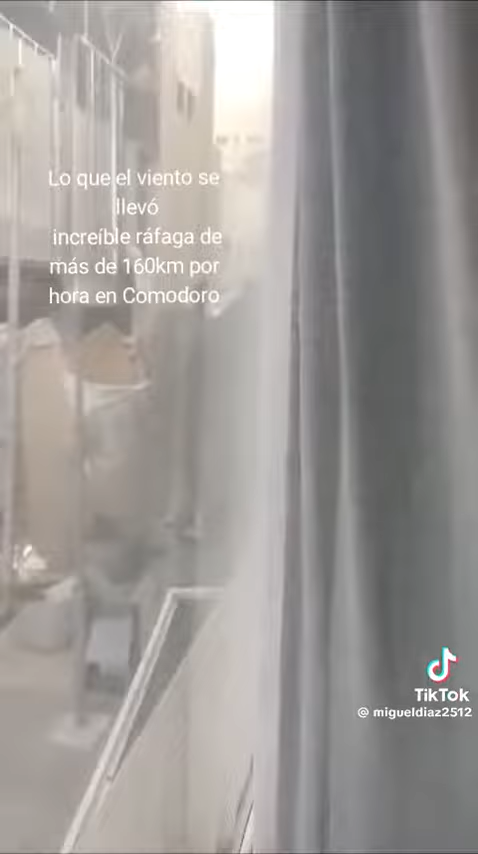 Lo que el viento se
llevó
increíble ráfaga de
más de 160km por
hora en Comodoro
TikTok
@ migueldiaz2512